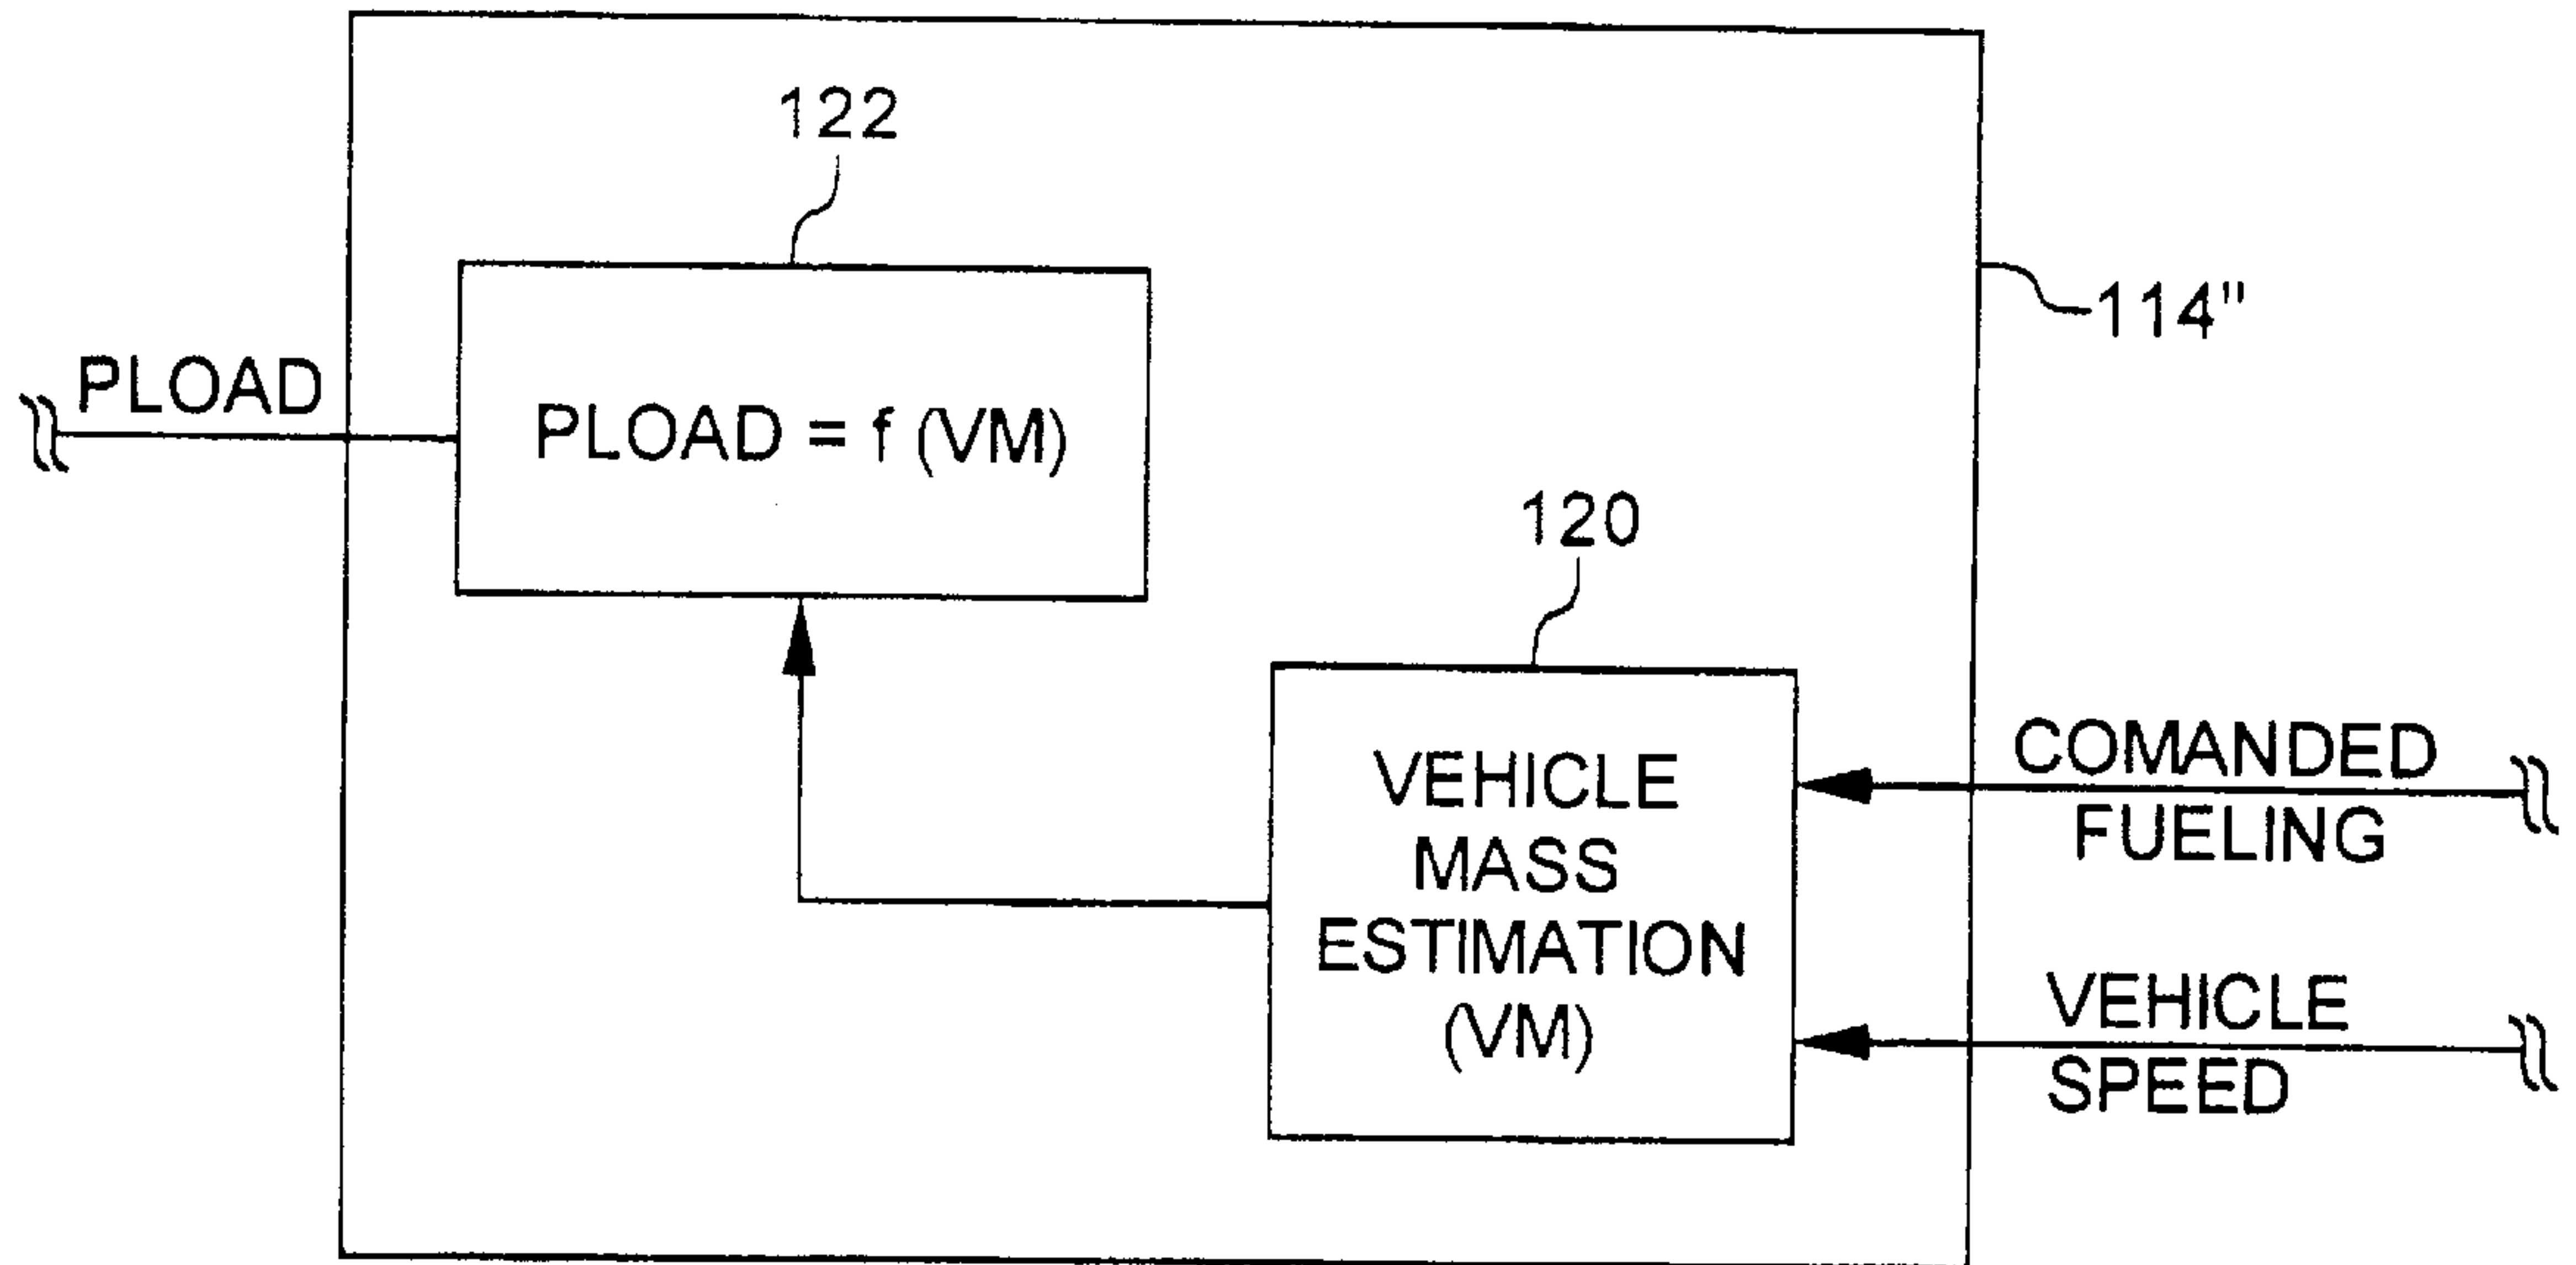 122
114"
PLOAD
PLOAD = f (VM)
120
VEHICLE
MASS
ESTIMATION
(VM)
COMANDED
FUELING
VEHICLE
SPEED